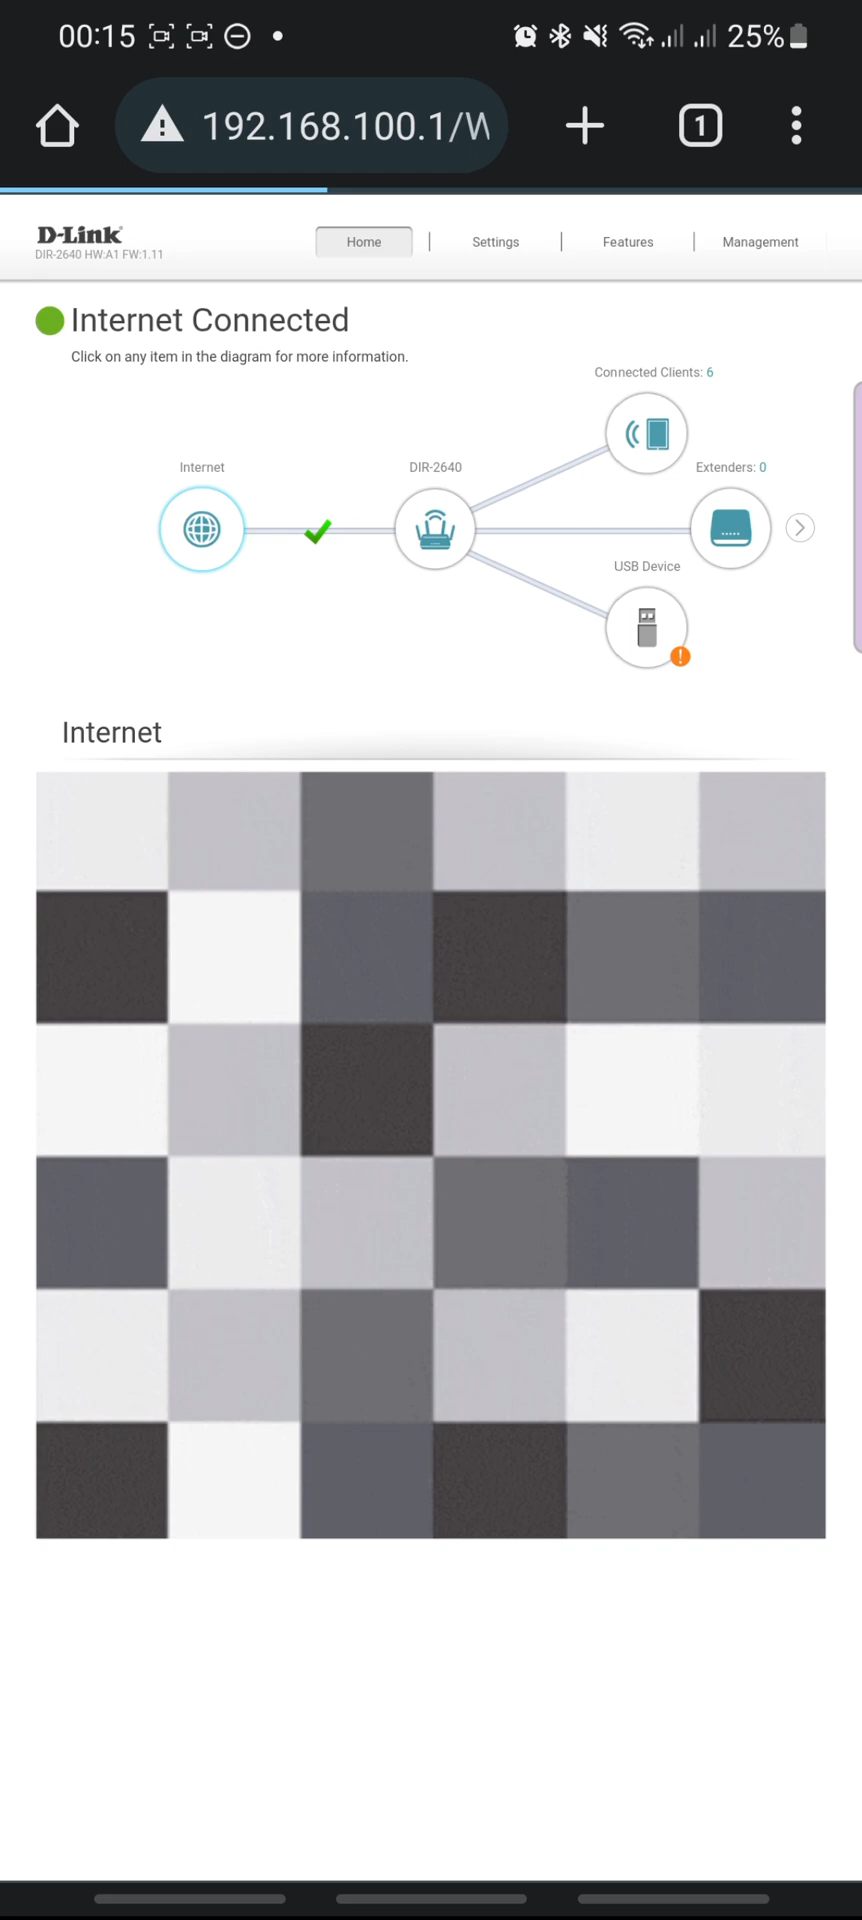 00:15
25%
192.168.100.1/W
1
D-Link
DIR-2640 HW:A1 FW:1.11
Home
Settings
Features
Management
Internet Connected
Click on any item in the diagram for more information.
Connected Clients: 6
Internet
DIR-2640
Extenders: 0
USB Device
Internet